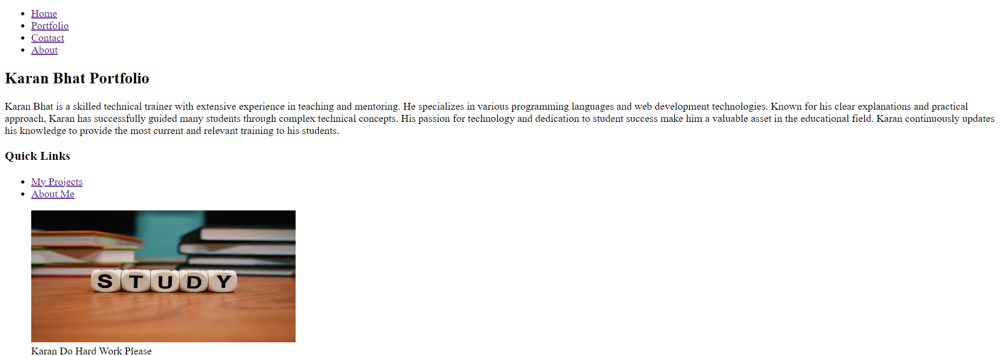 Home
Portfolio
Contact
About
Karan Bhat Portfolio
Karan Bhat is a skilled technical trainer with extensive experience in teaching and mentoring. He specializes in various programming languages and web development technologies. Known for his clear explanations and practical
approach, Karan has successfully guided many students through complex technical concepts. His passion for technology and dedication to student success make him a valuable asset in the educational field. Karan continuously updates
his knowledge to provide the most current and relevant training to his students.
Quick Links
My Projects
About Me
STUDY
Karan Do Hard Work Please